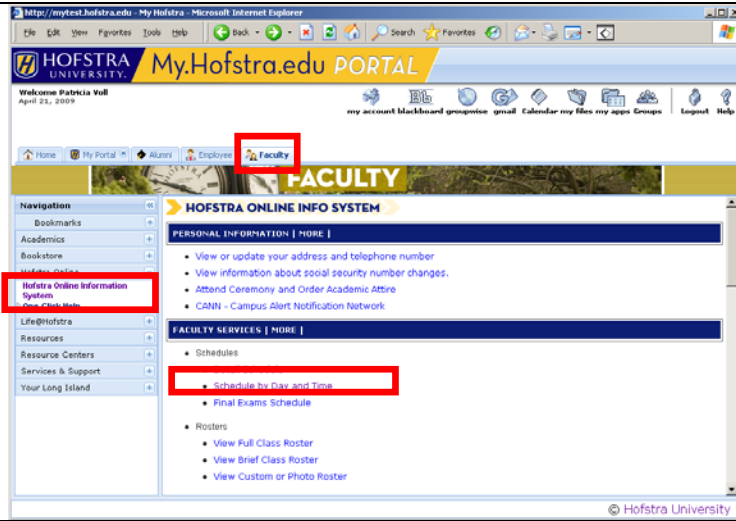 http://mytest.hofstra.edu - My Hofstra - Microsoft Internet Explorer
File Edit View Favorites Tools Help Back Search Favorites
HOFSTRA UNIVERSITY. My.Hofstra.edu PORTAL
Welcome Patricia Voll
April 21, 2009
my account blackboard groupwise gmail Calendar my files my apps Groups Logout Help
Home My Portal Alumni Employee Faculty
FACULTY
Navigation
Bookmarks
Academics
Bookstore
Hofstra Online
Hofstra Online Information
System
One-Click Help
Life@Hofstra
Resources
Resource Centers
Services & Support
Your Long Island
HOFSTRA ONLINE INFO SYSTEM
PERSONAL INFORMATION | MORE |
View or update your address and telephone number
View information about social security number changes.
Attend Ceremony and Order Academic Attire
CANN - Campus Alert Notification Network
FACULTY SERVICES | MORE |
Schedules
Schedule by Day and Time
Final Exams Schedule
Rosters
View Full Class Roster
View Brief Class Roster
View Custom or Photo Roster
© Hofstra University